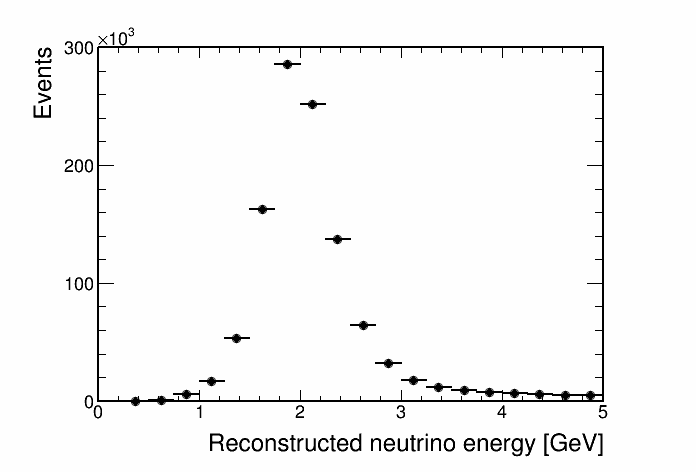 ×10³
300
Events
200
100
0
0 1 2 3 4 5
Reconstructed neutrino energy [GeV]